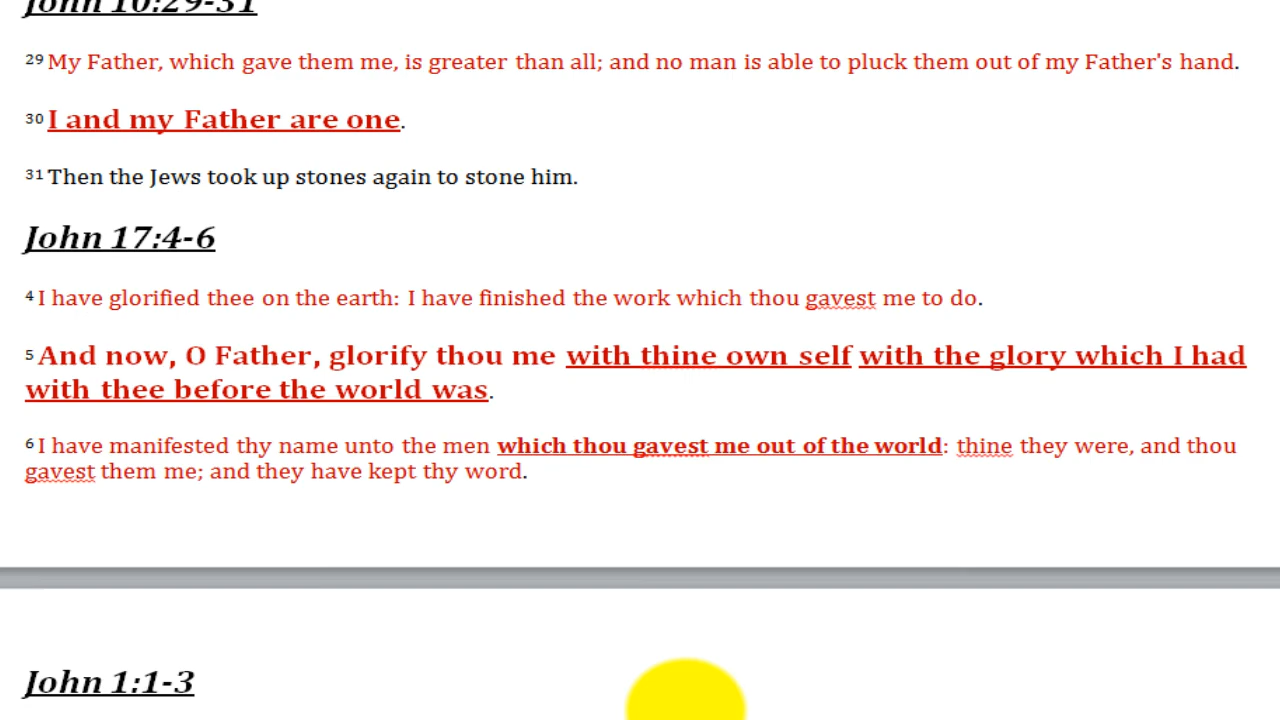 John 10:29-31
29 My Father, which gave them me, is greater than all; and no man is able to pluck them out of my Father's hand.
30 I and my Father are one.
31 Then the Jews took up stones again to stone him.
John 17:4-6
4 I have glorified thee on the earth: I have finished the work which thou gavest me to do.
5 And now, O Father, glorify thou me with thine own self with the glory which I had
with thee before the world was.
6 I have manifested thy name unto the men which thou gavest me out of the world: thine they were, and thou
gavest them me; and they have kept thy word.
John 1:1-3